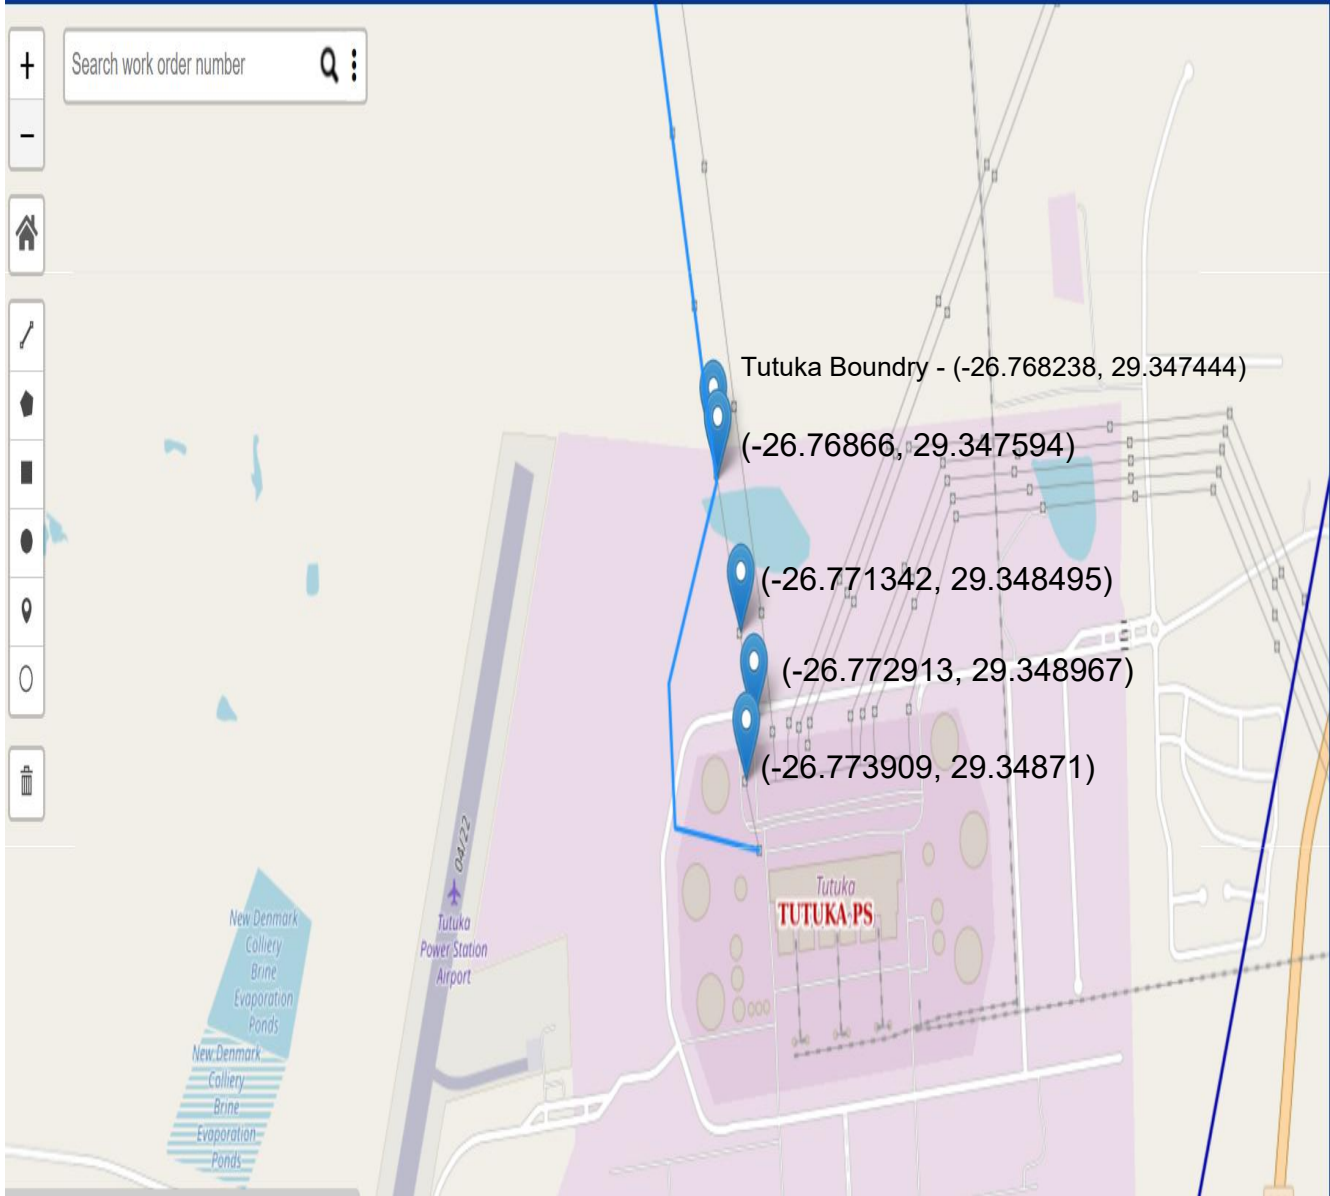 Search work order number
Tutuka Boundry - (-26.768238, 29.347444)
(-26.76866, 29.347594)
(-26.771342, 29.348495)
(-26.772913, 29.348967)
(-26.773909, 29.34871)
04/22
Tutuka
Power Station
Airport
Tutuka
TUTUKA PS
New Denmark
Colliery
Brine
Evaporation
Ponds
New Denmark
Colliery
Brine
Evaporation
Ponds